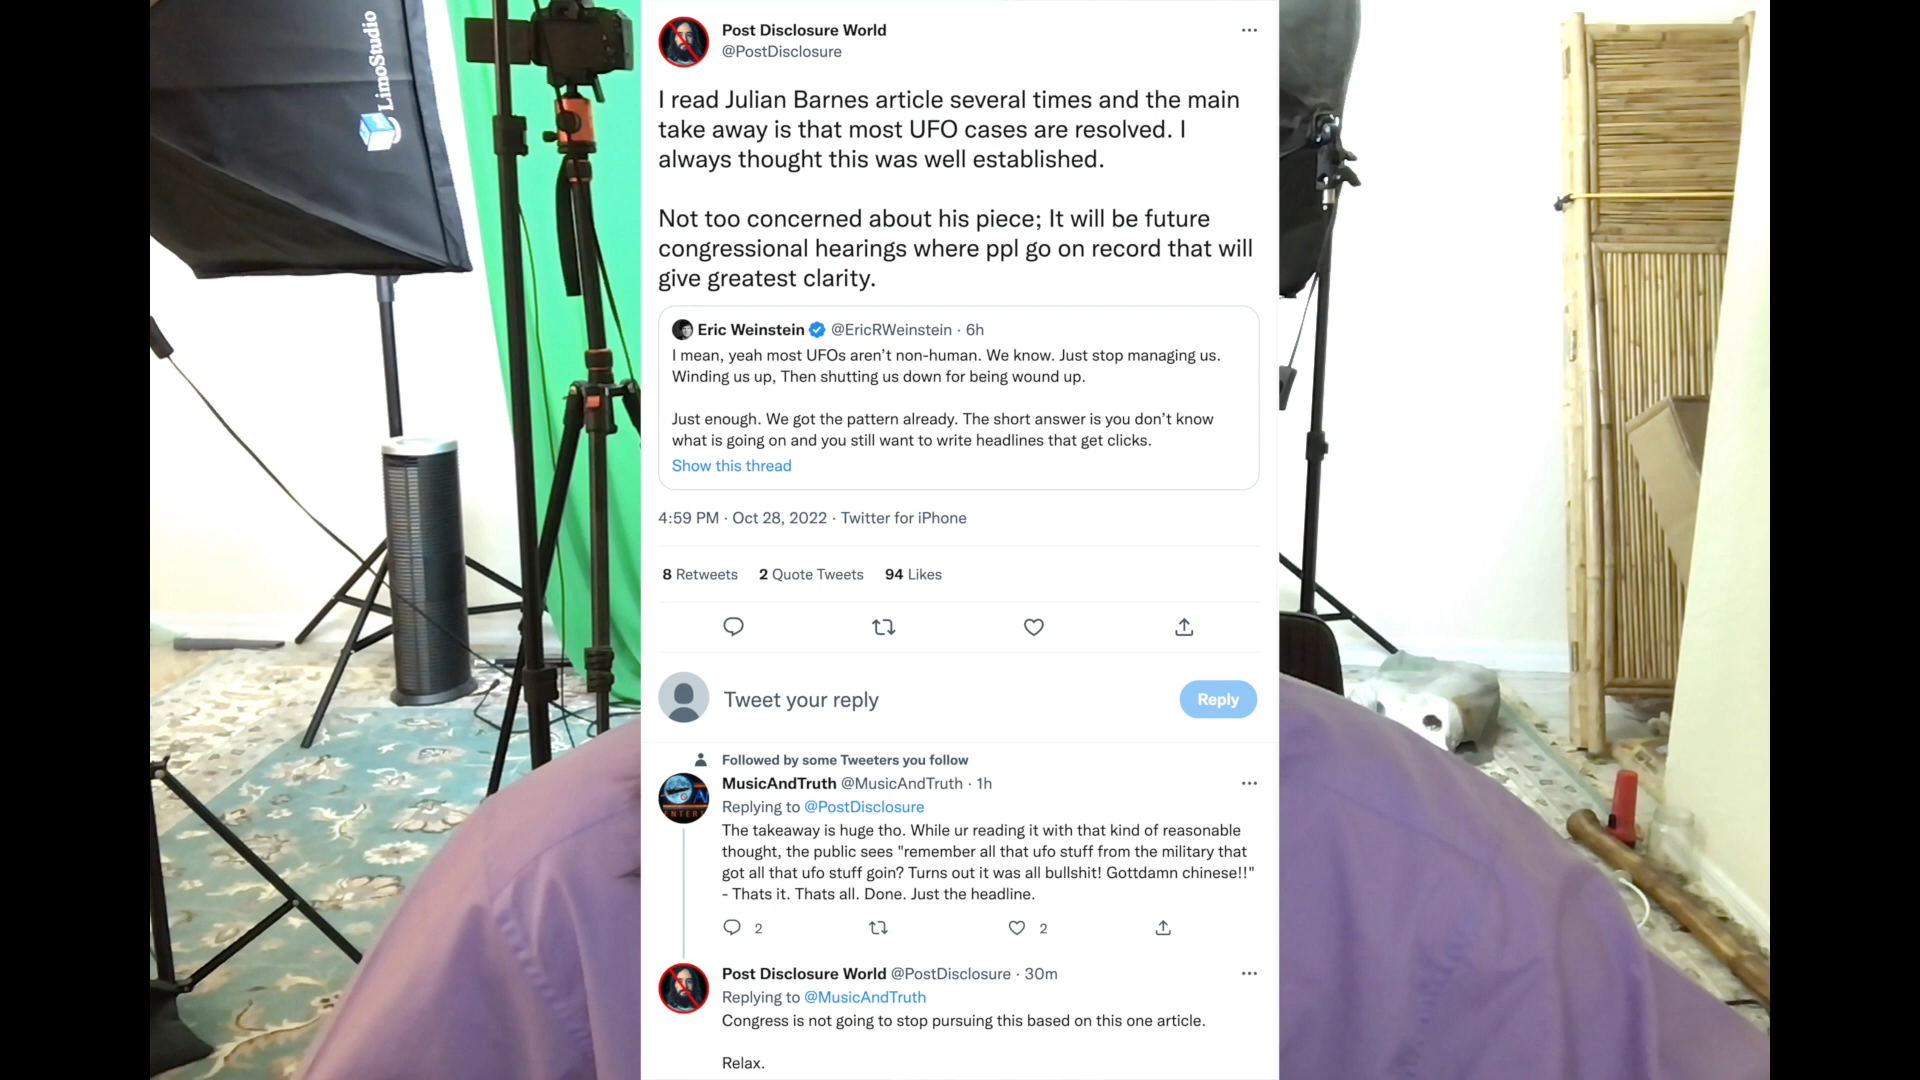 LimoStudio
Post Disclosure World
@PostDisclosure
I read Julian Barnes article several times and the main
take away is that most UFO cases are resolved. I
always thought this was well established.
Not too concerned about his piece; It will be future
congressional hearings where ppl go on record that will
give greatest clarity.
Eric Weinstein @EricRWeinstein · 6h
I mean, yeah most UFOs aren't non-human. We know. Just stop managing us.
Winding us up, Then shutting us down for being wound up.
Just enough. We got the pattern already. The short answer is you don't know
what is going on and you still want to write headlines that get clicks.
Show this thread
4:59 PM · Oct 28, 2022 · Twitter for iPhone
8 Retweets 2 Quote Tweets 94 Likes
Tweet your reply
Reply
Followed by some Tweeters you follow
MusicAndTruth @MusicAndTruth · 1h
Replying to @PostDisclosure
The takeaway is huge tho. While ur reading it with that kind of reasonable
thought, the public sees "remember all that ufo stuff from the military that
got all that ufo stuff goin? Turns out it was all bullshit! Gottdamn chinese!!"
- Thats it. Thats all. Done. Just the headline.
2 2
Post Disclosure World @PostDisclosure · 30m
Replying to @MusicAndTruth
Congress is not going to stop pursuing this based on this one article.
Relax.